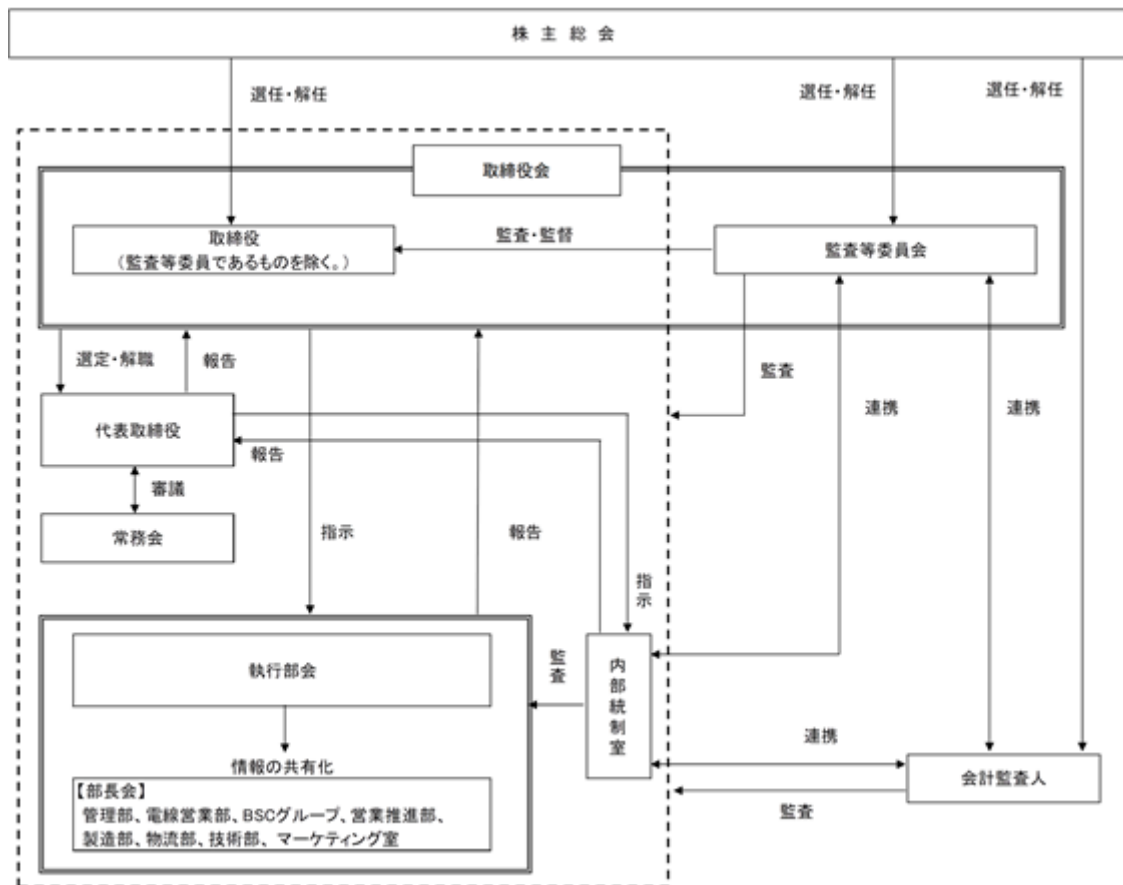 株 主 総 会
選任・解任
選任・解任
選任・解任
取締役会
取締役
（監査等委員であるものを除く。）
監査・監督
監査等委員会
選定・解職
報告
監査
連携
連携
代表取締役
報告
審議
常務会
指示
報告
指示
執行部会
監査
内部統制室
情報の共有化
連携
会計監査人
監査
【部長会】
管理部、電線営業部、BSCグループ、営業推進部、
製造部、物流部、技術部、マーケティング室